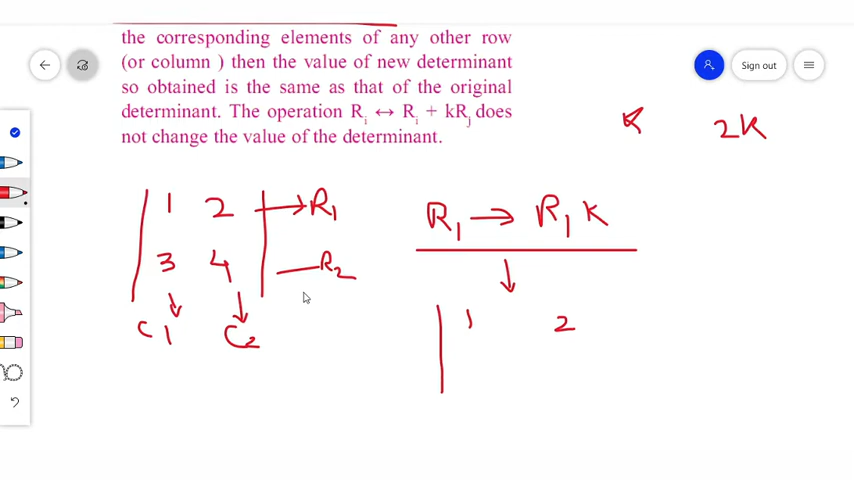 the corresponding elements of any other row
(or column ) then the value of new determinant
so obtained is the same as that of the original
determinant. The operation Rᵢ ↔ Rᵢ + kRⱼ does
not change the value of the determinant.
Sign out
K 2K
1 2 → R₁
3 4 — R₂
C1 C₂
R₁ → R₁ K
1 2